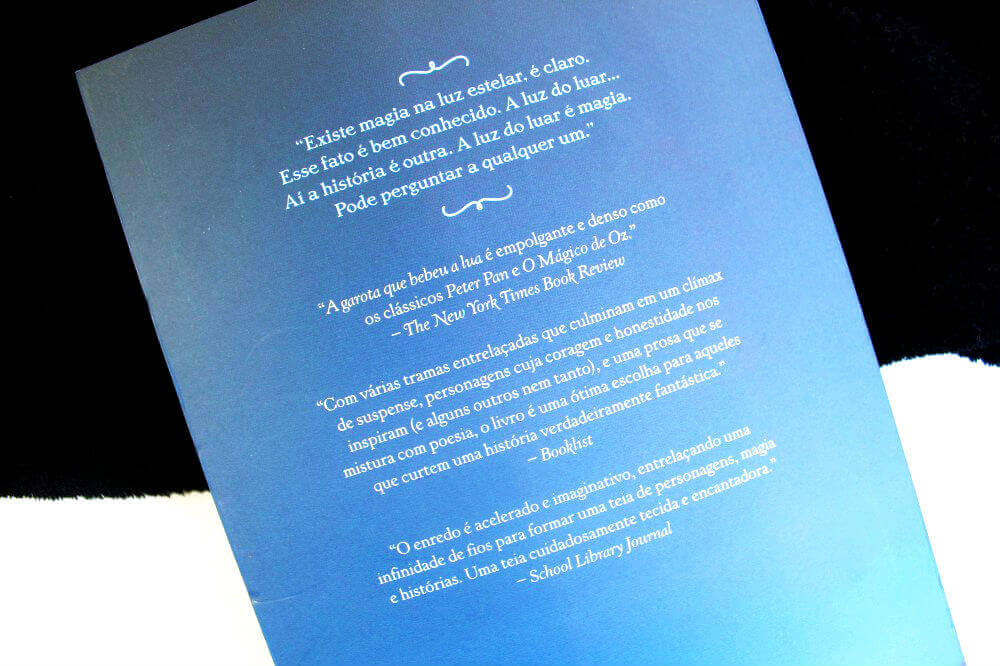 “Existe magia na luz estelar, é claro.
Esse fato é bem conhecido. A luz do luar...
Aí a história é outra. A luz do luar é magia.
Pode perguntar a qualquer um.”
“A garota que bebeu a lua é empolgante e denso como
os clássicos Peter Pan e O Mágico de Oz.”
– The New York Times Book Review
“Com várias tramas entrelaçadas que culminam em um clímax
de suspense, personagens cuja coragem e honestidade nos
inspiram (e alguns outros nem tanto), e uma prosa que se
mistura com poesia, o livro é uma ótima escolha para aqueles
que curtem uma história verdadeiramente fantástica.”
– Booklist
“O enredo é acelerado e imaginativo, entrelaçando uma
infinidade de fios para formar uma teia de personagens, magia
e histórias. Uma teia cuidadosamente tecida e encantadora.”
– School Library Journal